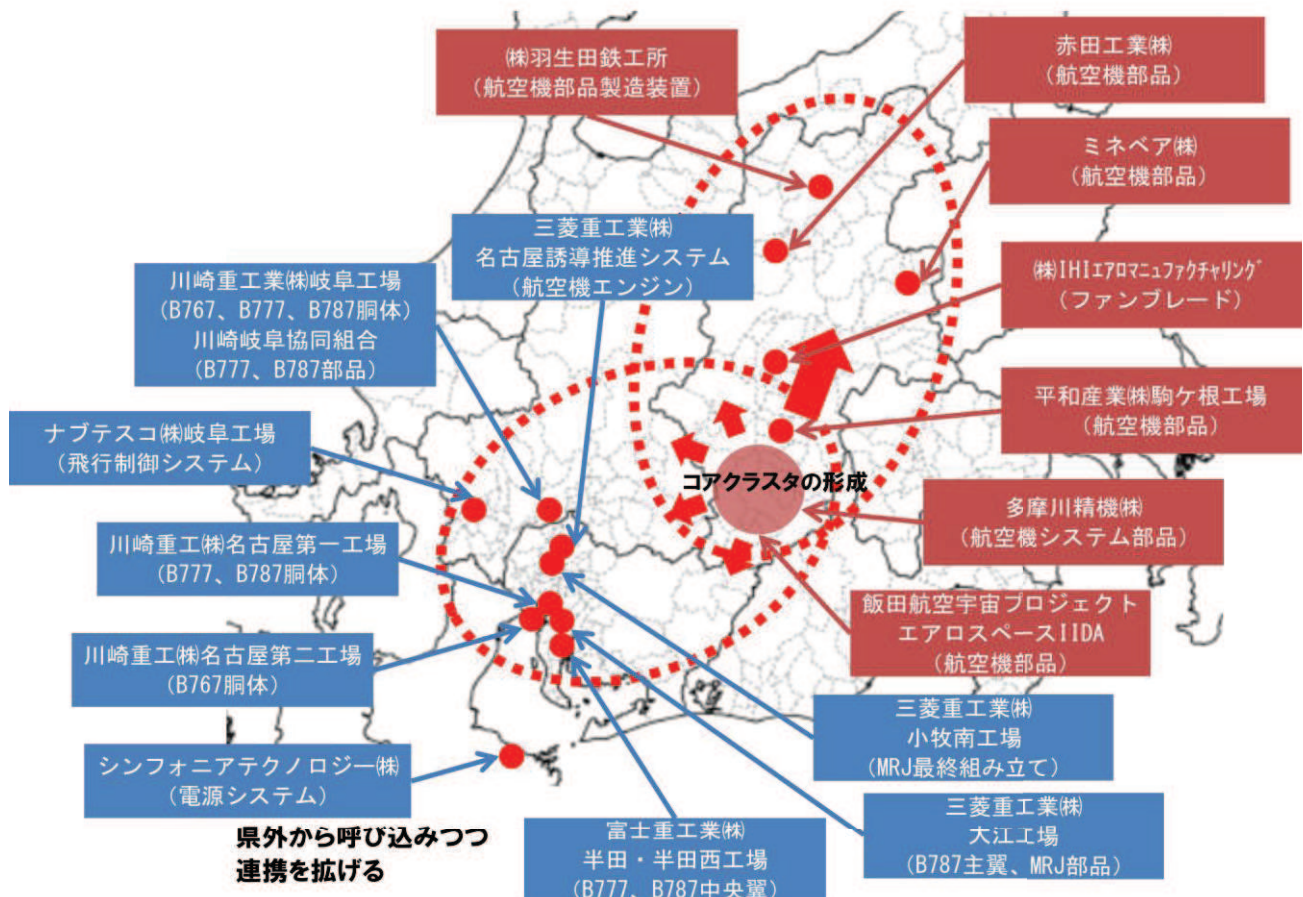 ㈱羽生田鉄工所
(航空機部品製造装置)
赤田工業㈱
(航空機部品)
ミネベア㈱
(航空機部品)
三菱重工業㈱
名古屋誘導推進システム
(航空機エンジン)
川崎重工業㈱岐阜工場
(B767、B777、B787胴体)
川崎岐阜協同組合
(B777、B787部品)
㈱IHIエアロマニュファクチャリング
(ファンブレード)
平和産業㈱駒ケ根工場
(航空機部品)
ナブテスコ㈱岐阜工場
(飛行制御システム)
コアクラスタの形成
多摩川精機㈱
(航空機システム部品)
川崎重工㈱名古屋第一工場
(B777、B787胴体)
飯田航空宇宙プロジェクト
エアロスペースIIDA
(航空機部品)
川崎重工㈱名古屋第二工場
(B767胴体)
三菱重工業㈱
小牧南工場
(MRJ最終組み立て)
シンフォニアテクノロジー㈱
(電源システム)
三菱重工業㈱
大江工場
(B787主翼、MRJ部品)
富士重工業㈱
半田・半田西工場
(B777、B787中央翼)
県外から呼び込みつつ
連携を拡げる